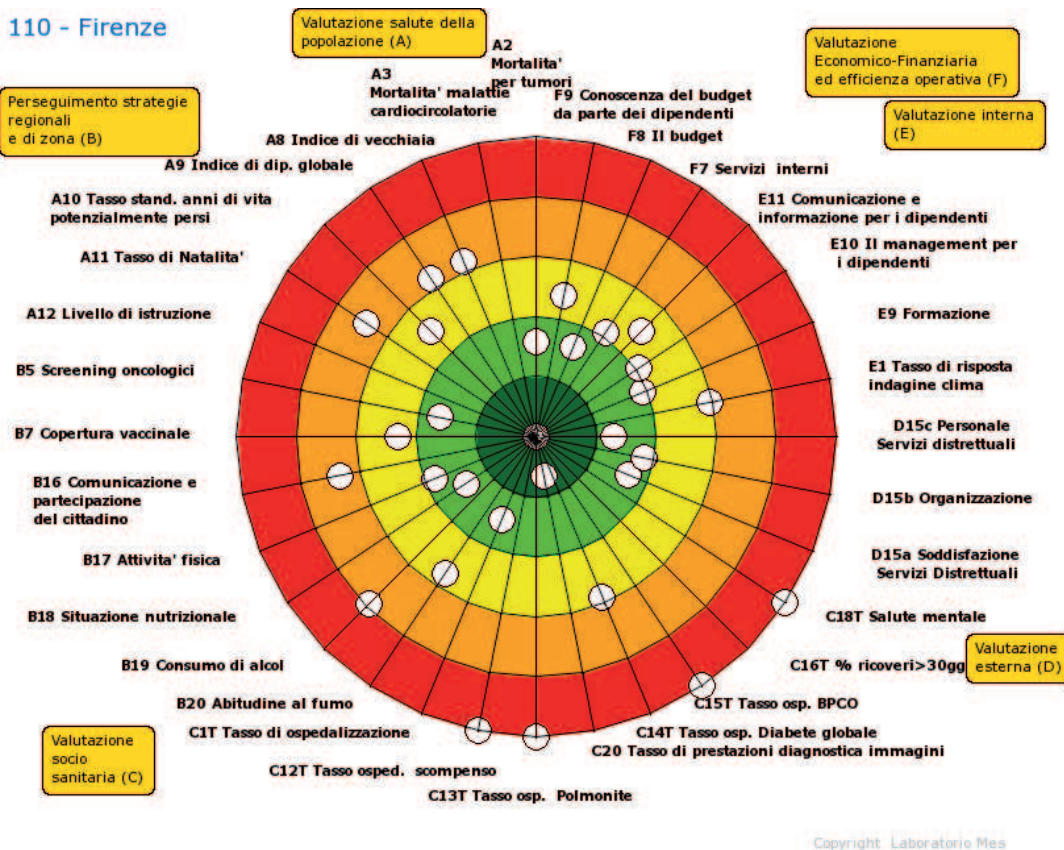 110 - Firenze
Valutazione salute della
popolazione (A)
Valutazione
Economico-Finanziaria
ed efficienza operativa (F)
Valutazione interna
(E)
Perseguimento strategie
regionali
e di zona (B)
A2
Mortalita'
per tumori
A3
Mortalita' malattie
cardiocircolatorie
F9 Conoscenza del budget
da parte dei dipendenti
F8 Il budget
A8 Indice di vecchiaia
A9 Indice di dip. globale
F7 Servizi interni
A10 Tasso stand. anni di vita
potenzialmente persi
E11 Comunicazione e
informazione per i dipendenti
A11 Tasso di Natalita'
E10 Il management per
i dipendenti
A12 Livello di istruzione
E9 Formazione
B5 Screening oncologici
E1 Tasso di risposta
indagine clima
B7 Copertura vaccinale
D15c Personale
Servizi distrettuali
B16 Comunicazione e
partecipazione
del cittadino
D15b Organizzazione
B17 Attivita' fisica
D15a Soddisfazione
Servizi Distrettuali
B18 Situazione nutrizionale
C18T Salute mentale
B19 Consumo di alcol
C16T % ricoveri>30gg
Valutazione
esterna (D)
B20 Abitudine al fumo
C15T Tasso osp. BPCO
C1T Tasso di ospedalizzazione
C14T Tasso osp. Diabete globale
C20 Tasso di prestazioni diagnostica immagini
Valutazione
socio
sanitaria (C)
C12T Tasso osped. scompenso
C13T Tasso osp. Polmonite
Copyright Laboratorio Mes